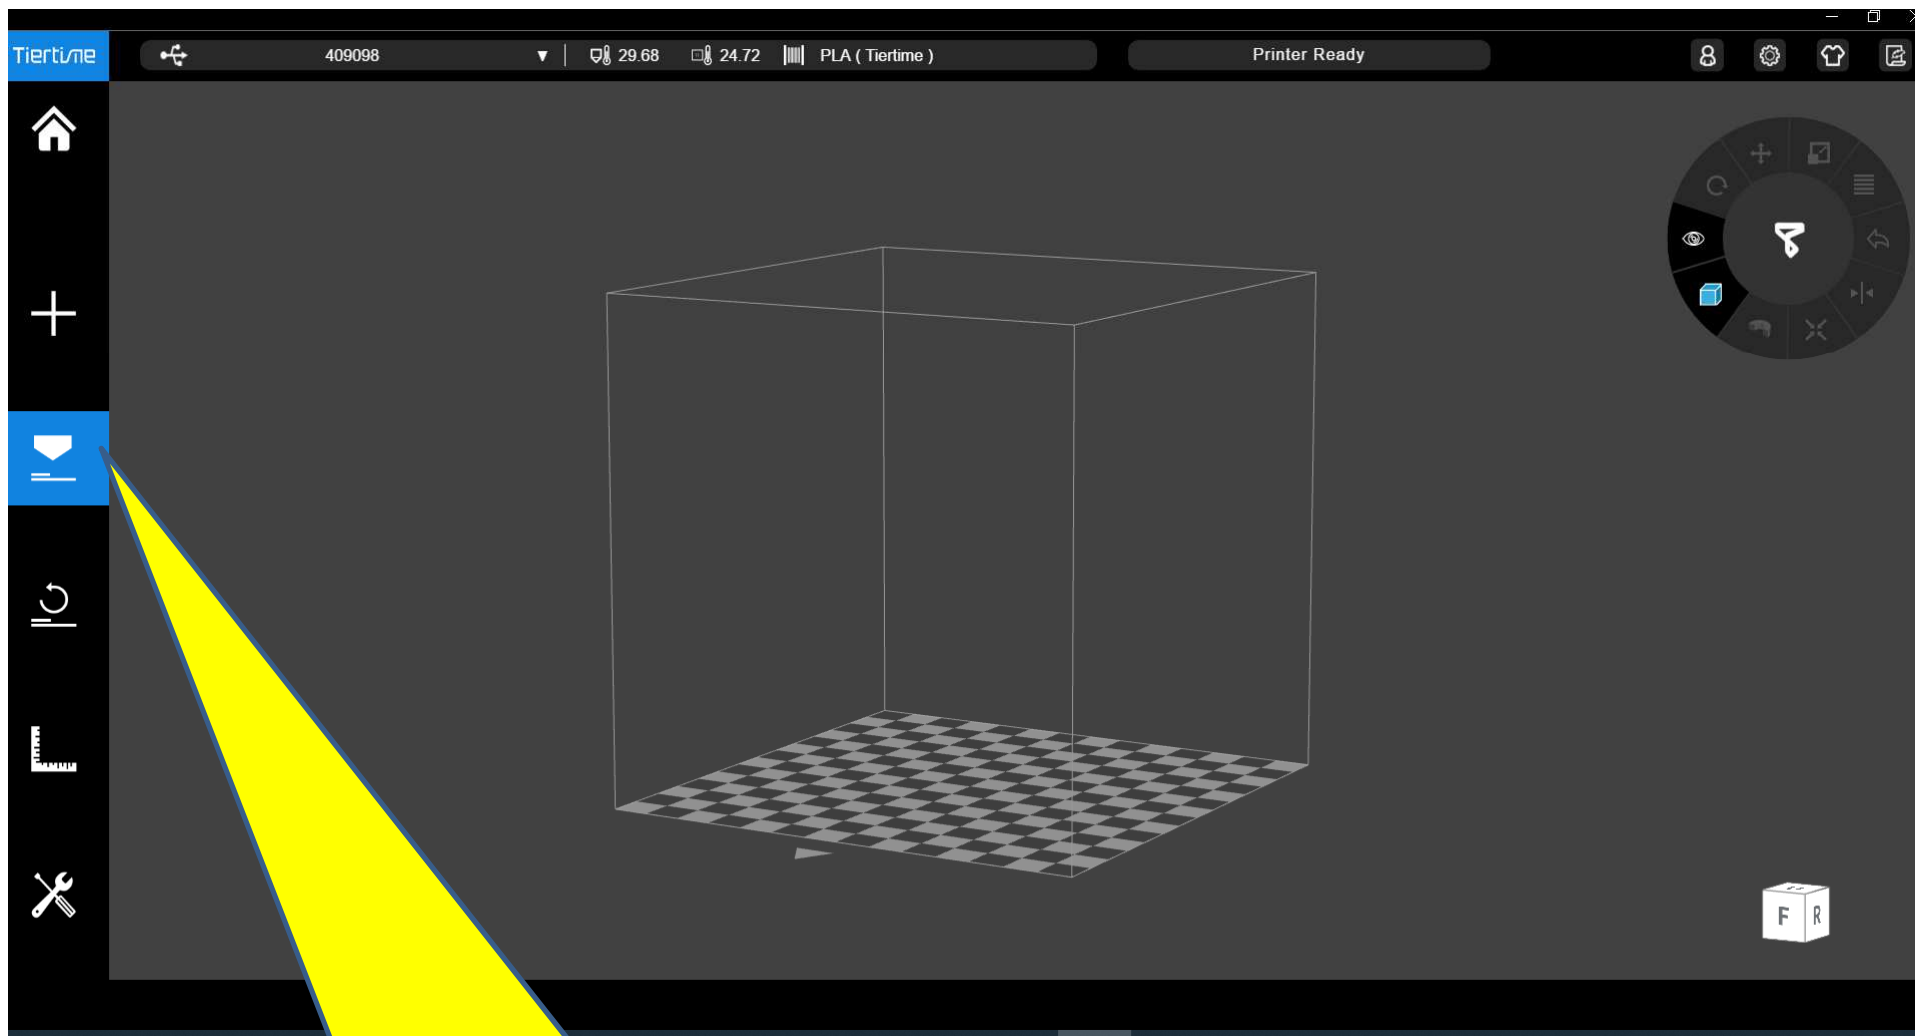 Tiertime
409098
29.68
24.72
PLA ( Tiertime )
Printer Ready
F
R